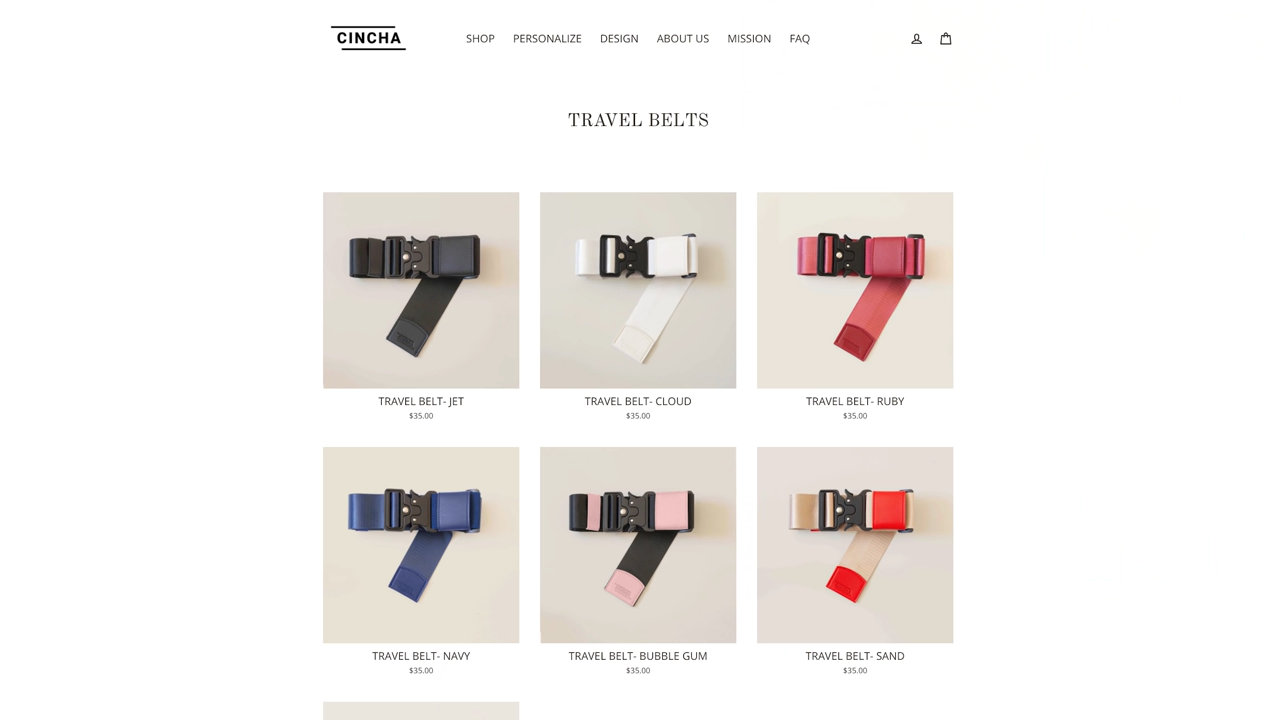 CINCHA
SHOP PERSONALIZE DESIGN ABOUT US MISSION FAQ
TRAVEL BELTS
TRAVEL BELT- JET
$35.00
TRAVEL BELT- CLOUD
$35.00
TRAVEL BELT- RUBY
$35.00
TRAVEL BELT- NAVY
$35.00
TRAVEL BELT- BUBBLE GUM
$35.00
TRAVEL BELT- SAND
$35.00